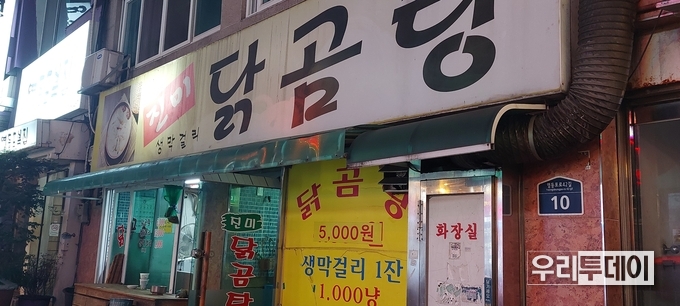 진미
생막걸리
닭곰탕
닭곰탕
5,000원
생막걸리 1잔
1.000냥
진미
닭곰탕
화장실
10
우리투데이